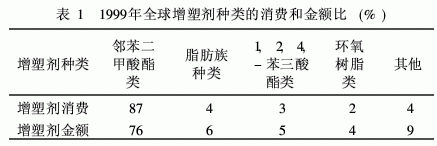 表 1 1999年全球增塑剂种类的消费和金额比 (%)
增塑剂种类 邻苯二甲酸酯类 脂肪族种类 1, 2, 4, -苯三酸酯类 环氧树脂类 其他
增塑剂消费 87 4 3 2 4
增塑剂金额 76 6 5 4 9